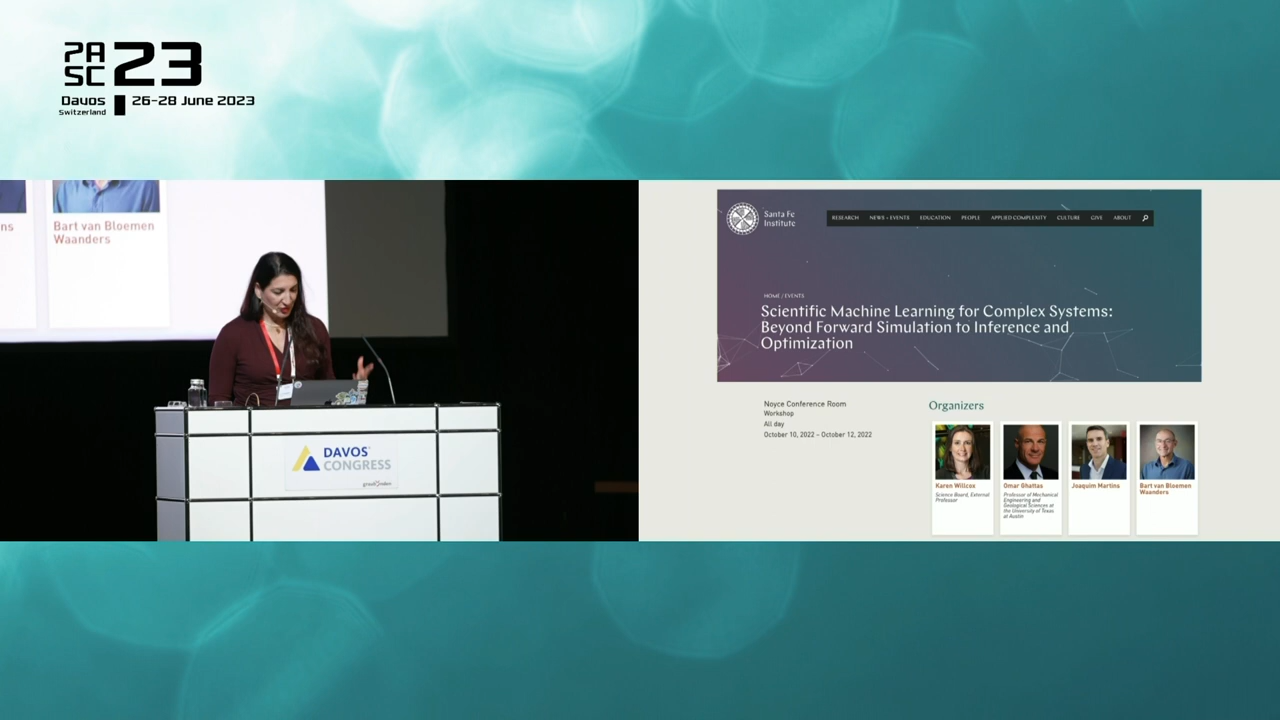 PA
SC 23
Davos
Switzerland
26-28 June 2023
ns
Bart van Bloemen
Waanders
DAVOS
CONGRESS
Santa Fe
Institute
RESEARCH NEWS + EVENTS EDUCATION PEOPLE APPLIED COMPLEXITY CULTURE GIVE ABOUT
HOME / EVENTS
Scientific Machine Learning for Complex Systems:
Beyond Forward Simulation to Inference and
Optimization
Noyce Conference Room
Workshop
All day
October 10, 2022 – October 12, 2022
Organizers
Karen Willcox
Science Board, External
Professor
Omar Ghattas
Professor of Mechanical
Engineering and
Geological Sciences at
the University of Texas
at Austin
Joaquim Martins
Bart van Bloemen
Waanders